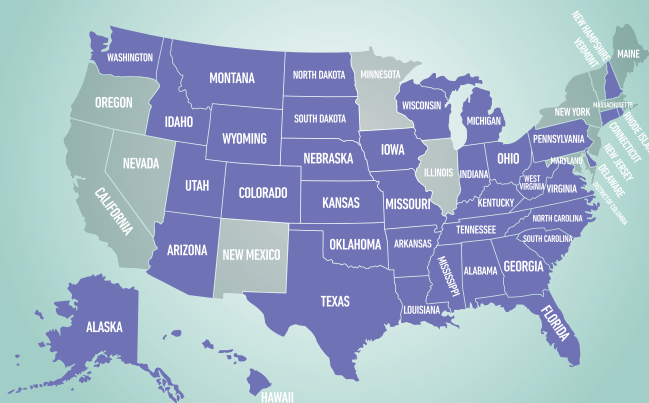 NEW HAMPSHIRE
VERMONT
MAINE
WASHINGTON
MONTANA
NORTH DAKOTA
MINNESOTA
OREGON
IDAHO
WYOMING
SOUTH DAKOTA
WISCONSIN
MICHIGAN
NEW YORK
MASSACHUSETTS
RHODE ISLAND
CONNECTICUT
NEW JERSEY
DELAWARE
DISTRICT OF COLUMBIA
NEVADA
UTAH
COLORADO
NEBRASKA
IOWA
ILLINOIS
INDIANA
OHIO
PENNSYLVANIA
MARYLAND
WEST
VIRGINIA
VIRGINIA
CALIFORNIA
KANSAS
MISSOURI
KENTUCKY
NORTH CAROLINA
TENNESSEE
SOUTH CAROLINA
ARIZONA
NEW MEXICO
OKLAHOMA
ARKANSAS
MISSISSIPPI
ALABAMA
GEORGIA
TEXAS
LOUISIANA
FLORIDA
ALASKA
HAWAII